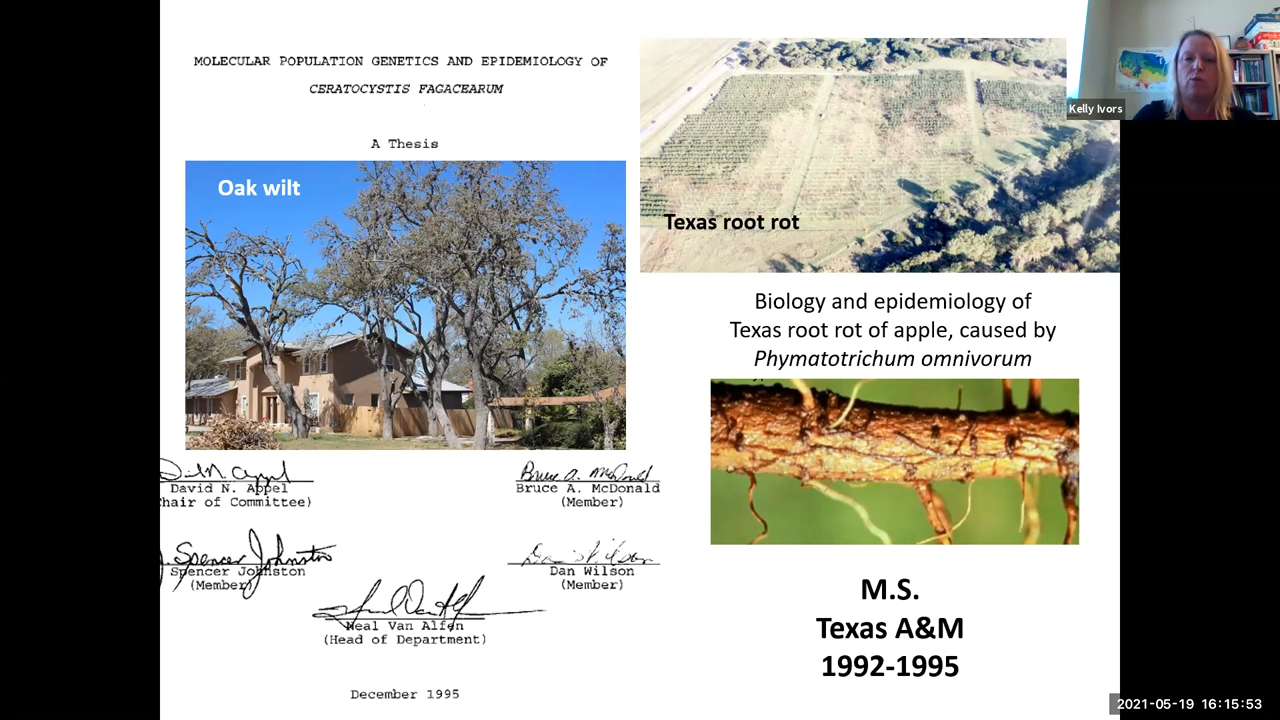 MOLECULAR POPULATION GENETICS AND EPIDEMIOLOGY OF
CERATOCYSTIS FAGACEARUM
A Thesis
Oak wilt
David N. Appel
hair of Committee)
Bruce A. McDonald
(Member)
Spencer Johnston
(Member)
Dan Wilson
(Member)
Neal Van Alfen
(Head of Department)
December 1995
Texas root rot
Biology and epidemiology of
Texas root rot of apple, caused by
Phymatotrichum omnivorum
M.S.
Texas A&M
1992-1995
Kelly Ivors
2021-05-19 16:15:53